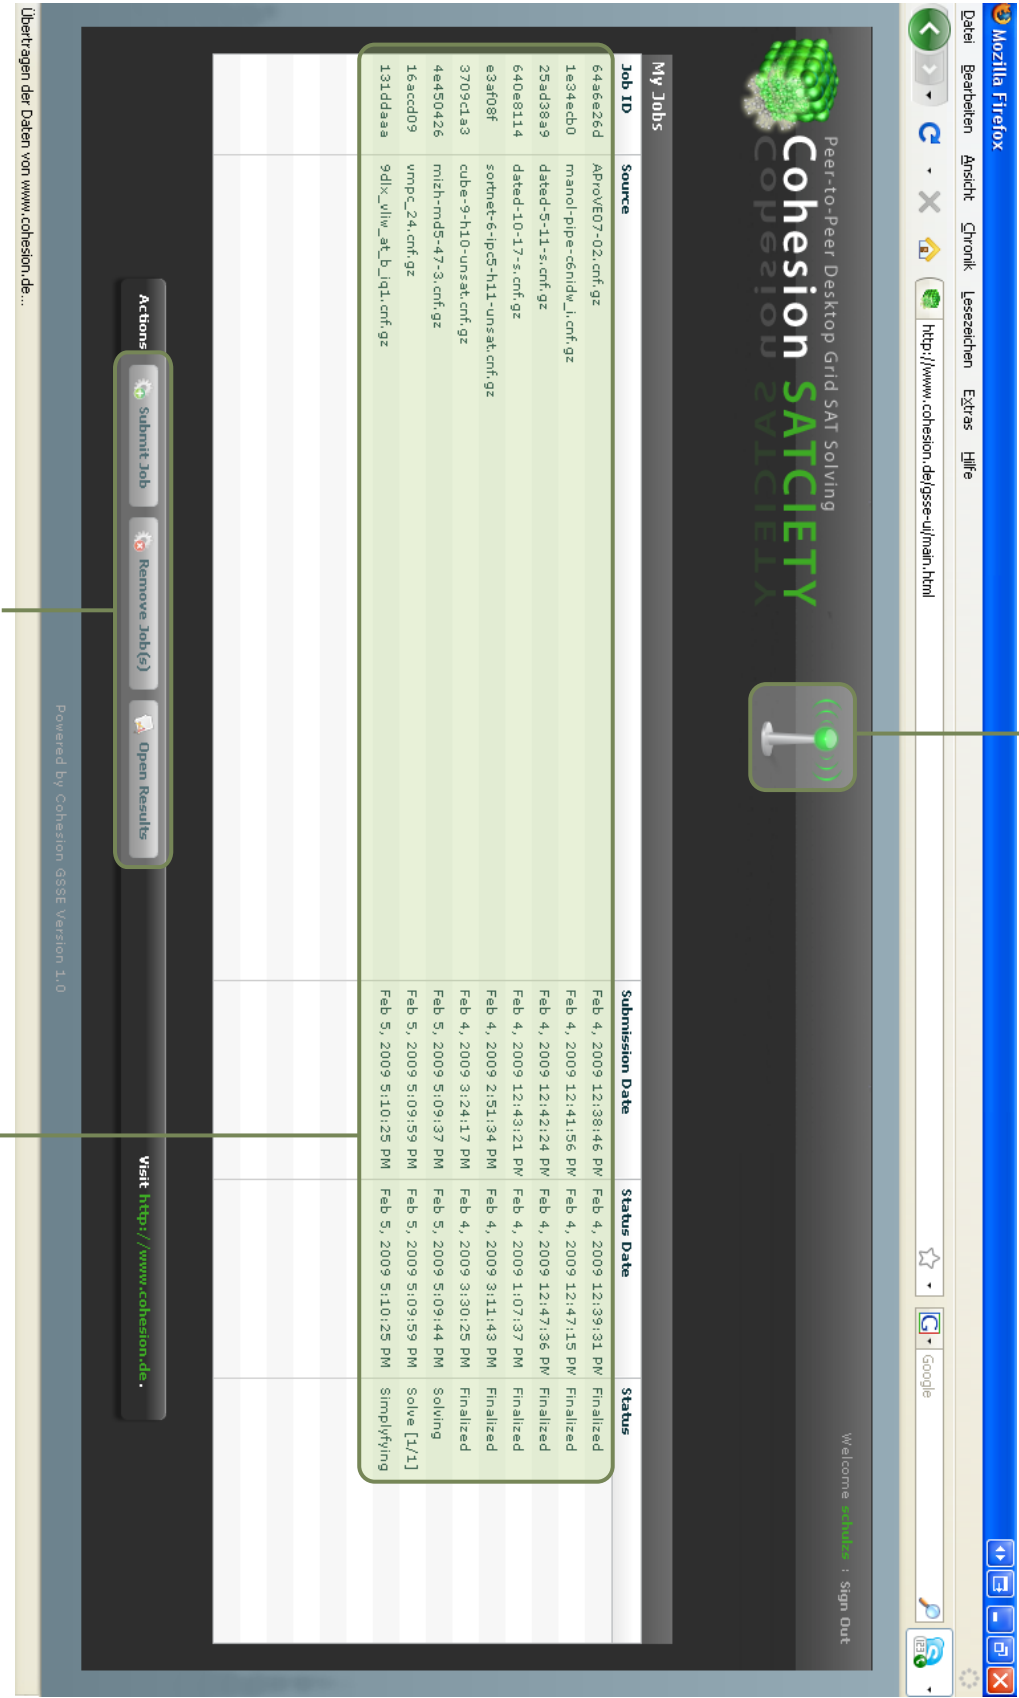 Mozilla Firefox
Datei Bearbeiten Ansicht Chronik Lesezeichen Extras Hilfe
http://www.cohesion.de/gsse-ui/main.html
Google
Welcome schulzs : Sign Out
Peer-to-Peer Desktop Grid SAT Solving
Cohesion SATCIETY
My Jobs
Job ID Source Submission Date Status Date Status
64a6e26d AProVE07-02.cnf.gz Feb 4, 2009 12:38:46 PM Feb 4, 2009 12:39:31 PM Finalized
1e34ecb0 manol-pipe-c6nidw_i.cnf.gz Feb 4, 2009 12:41:56 PM Feb 4, 2009 12:47:15 PM Finalized
25ad38a9 dated-5-11-s.cnf.gz Feb 4, 2009 12:42:24 PM Feb 4, 2009 12:47:36 PM Finalized
640e8114 dated-10-17-s.cnf.gz Feb 4, 2009 12:43:21 PM Feb 4, 2009 1:07:37 PM Finalized
e3af08f sortnet-6-ipc5-h11-unsat.cnf.gz Feb 4, 2009 2:51:34 PM Feb 4, 2009 3:11:43 PM Finalized
3709c1a3 cube-9-h10-unsat.cnf.gz Feb 4, 2009 3:24:17 PM Feb 4, 2009 3:30:25 PM Finalized
4e450426 mizh-md5-47-3.cnf.gz Feb 5, 2009 5:09:37 PM Feb 5, 2009 5:09:44 PM Solving
16accd09 vmpc_24.cnf.gz Feb 5, 2009 5:09:59 PM Feb 5, 2009 5:09:59 PM Solve [1/1]
131ddaaa 9dlx_vliw_at_b_iq1.cnf.gz Feb 5, 2009 5:10:25 PM Feb 5, 2009 5:10:25 PM Simplyfying
Actions Submit Job Remove Job(s) Open Results Visit http://www.cohesion.de .
Powered by Cohesion GSSE Version 1.0
Übertragen der Daten von www.cohesion.de...